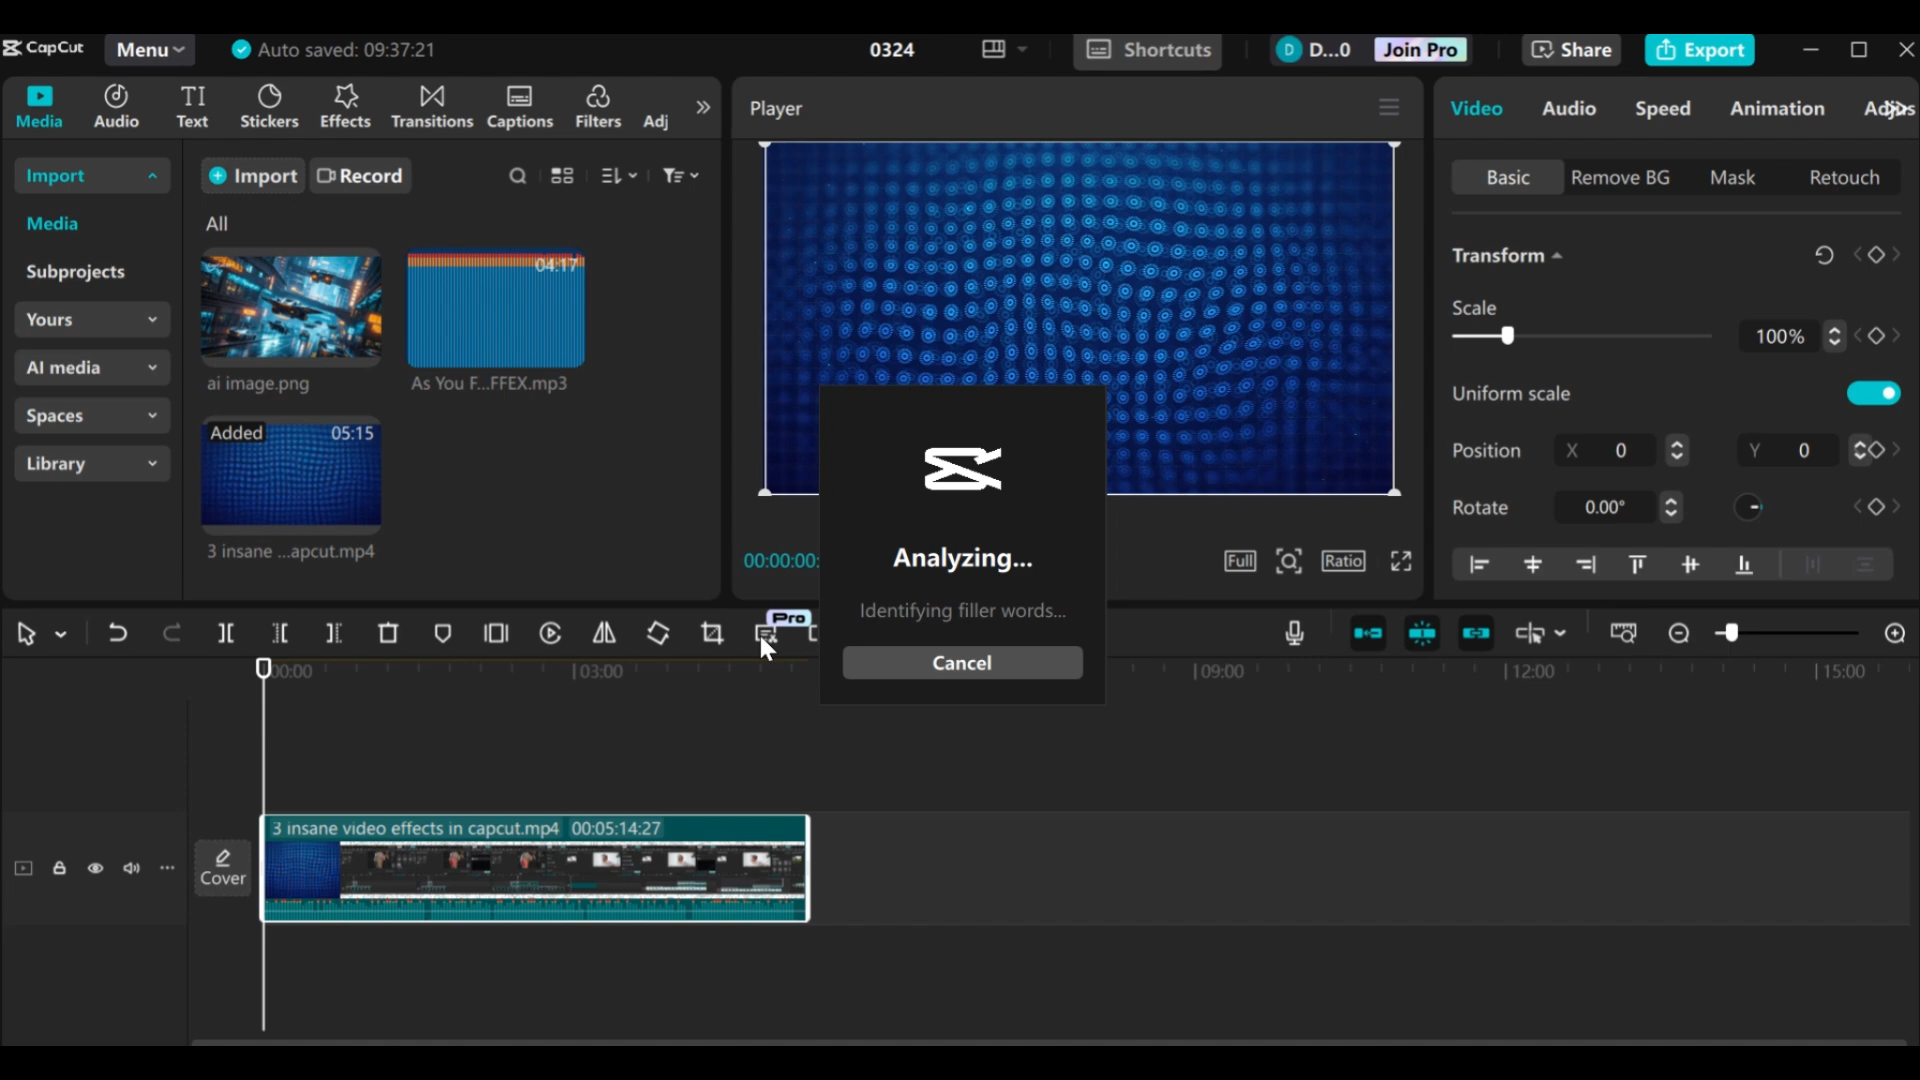 CapCut Menu Auto saved: 09:37:21 0324 Shortcuts D D...0 Join Pro Share Export
Media Audio Text Stickers Effects Transitions Captions Filters Adj
Player
Video Audio Speed Animation
Import
Import Record
Basic Remove BG Mask Retouch
Media
All
Subprojects
Transform
Scale
100%
Yours
AI media
Spaces
Library
04:17
ai image.png
As You F...FFEX.mp3
Added 05:15
3 insane ...apcut.mp4
Uniform scale
Position X 0 Y 0
Rotate 0.00°
00:00:00:
Full Ratio
Analyzing...
Identifying filler words...
Cancel
Pro
00:00 03:00 09:00 12:00 15:00
3 insane video effects in capcut.mp4 00:05:14:27
Cover